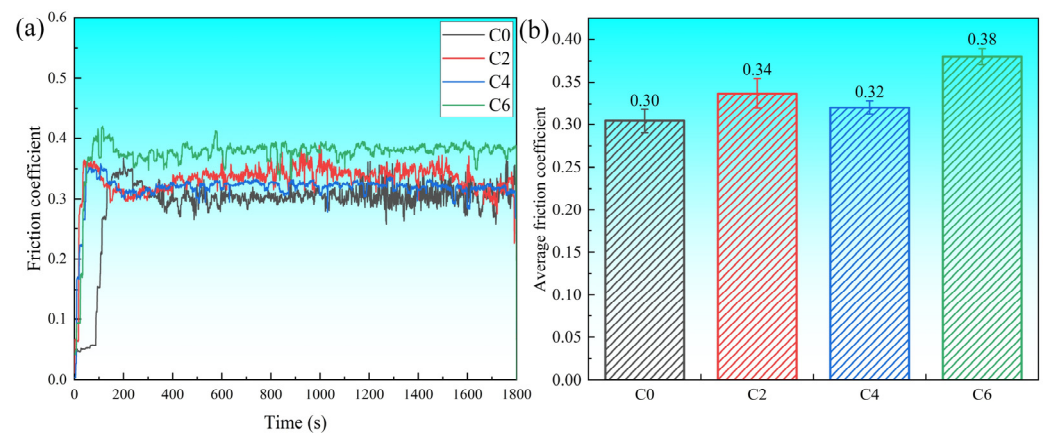 (a)
0.6
0.5
0.4
0.3
0.2
0.1
0.0
Friction coefficient
C0
C2
C4
C6
0 200 400 600 800 1000 1200 1400 1600 1800
Time (s)
(b)
0.40
0.35
0.30
0.25
0.20
0.15
0.10
0.05
0.00
Average friction coefficient
0.30
0.34
0.32
0.38
C0 C2 C4 C6